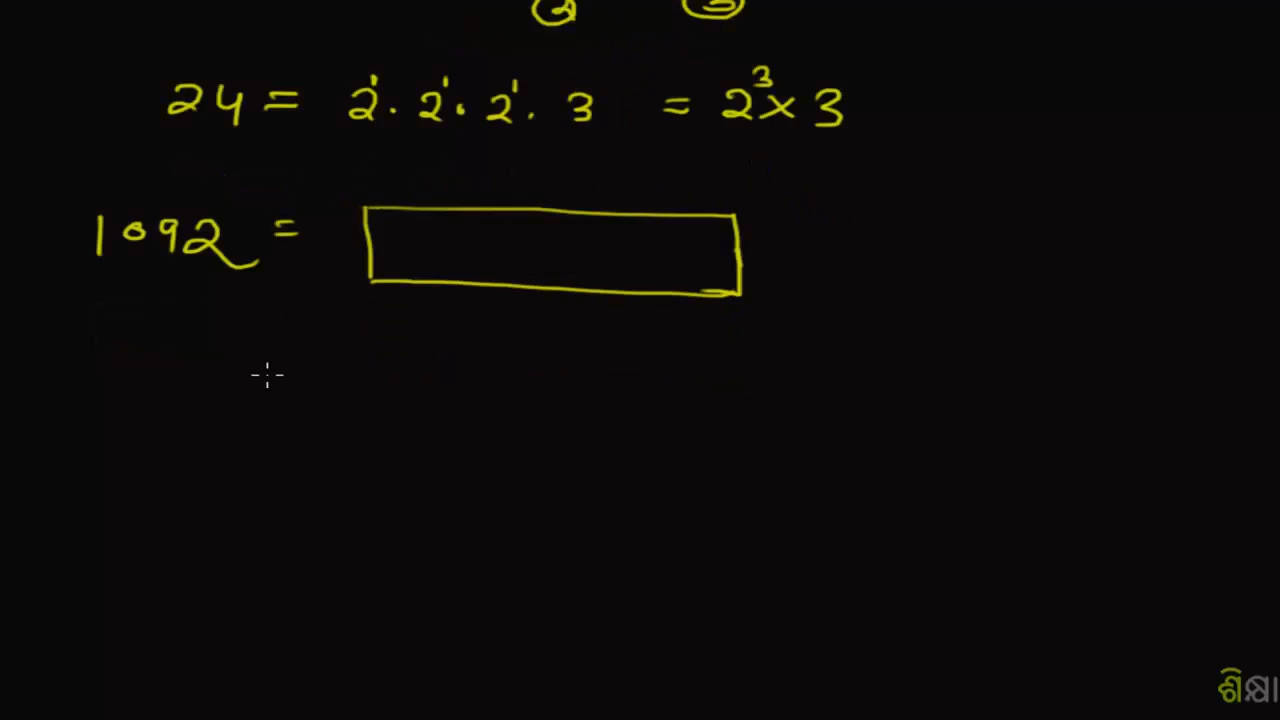 24 = 2¹ . 2¹ . 2¹ . 3 = 2³ × 3
1092 =
ଶିକ୍ଷା